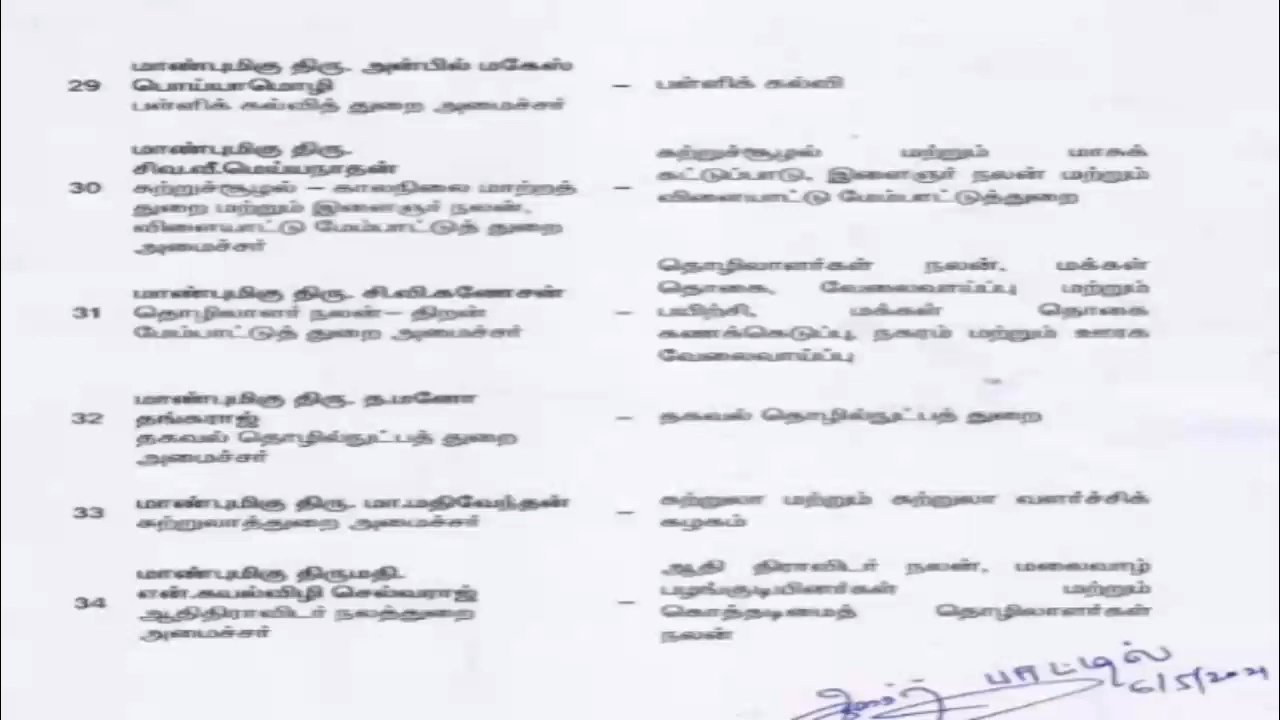 29
மாண்புமிகு திரு. அன்பில் மகேஸ்
பொய்யாமொழி
பள்ளிக் கல்வித் துறை அமைச்சர்
– பள்ளிக் கல்வி
30
மாண்புமிகு திரு.
சிவ.வீ.மெய்யநாதன்
சுற்றுச்சூழல் – காலநிலை மாற்றத்
துறை மற்றும் இளைஞர் நலன்,
விளையாட்டு மேம்பாட்டுத் துறை
அமைச்சர்
–
சுற்றுச்சூழல் மற்றும் மாசுக்
கட்டுப்பாடு, இளைஞர் நலன் மற்றும்
விளையாட்டு மேம்பாட்டுத்துறை
31
மாண்புமிகு திரு. சி.வி.கணேசன்
தொழிலாளர் நலன்– திறன்
மேம்பாட்டுத் துறை அமைச்சர்
–
தொழிலாளர்கள் நலன், மக்கள்
தொகை, வேலைவாய்ப்பு மற்றும்
பயிற்சி, மக்கள் தொகை
கணக்கெடுப்பு, நகரம் மற்றும் ஊரக
வேலைவாய்ப்பு
32
மாண்புமிகு திரு. த.மனோ
தங்கராஜ்
தகவல் தொழில்நுட்பத் துறை
அமைச்சர்
– தகவல் தொழில்நுட்பத் துறை
33
மாண்புமிகு திரு. மா.மதிவேந்தன்
சுற்றுலாத்துறை அமைச்சர்
–
சுற்றுலா மற்றும் சுற்றுலா வளர்ச்சிக்
கழகம்
34
மாண்புமிகு திருமதி.
என்.கயல்விழி செல்வராஜ்
ஆதிதிராவிடர் நலத்துறை
அமைச்சர்
–
ஆதி திராவிடர் நலன், மலைவாழ்
பழங்குடியினர்கள் மற்றும்
கொத்தடிமைத் தொழிலாளர்கள்
நலன்
பாட்டில்
6/5/2021